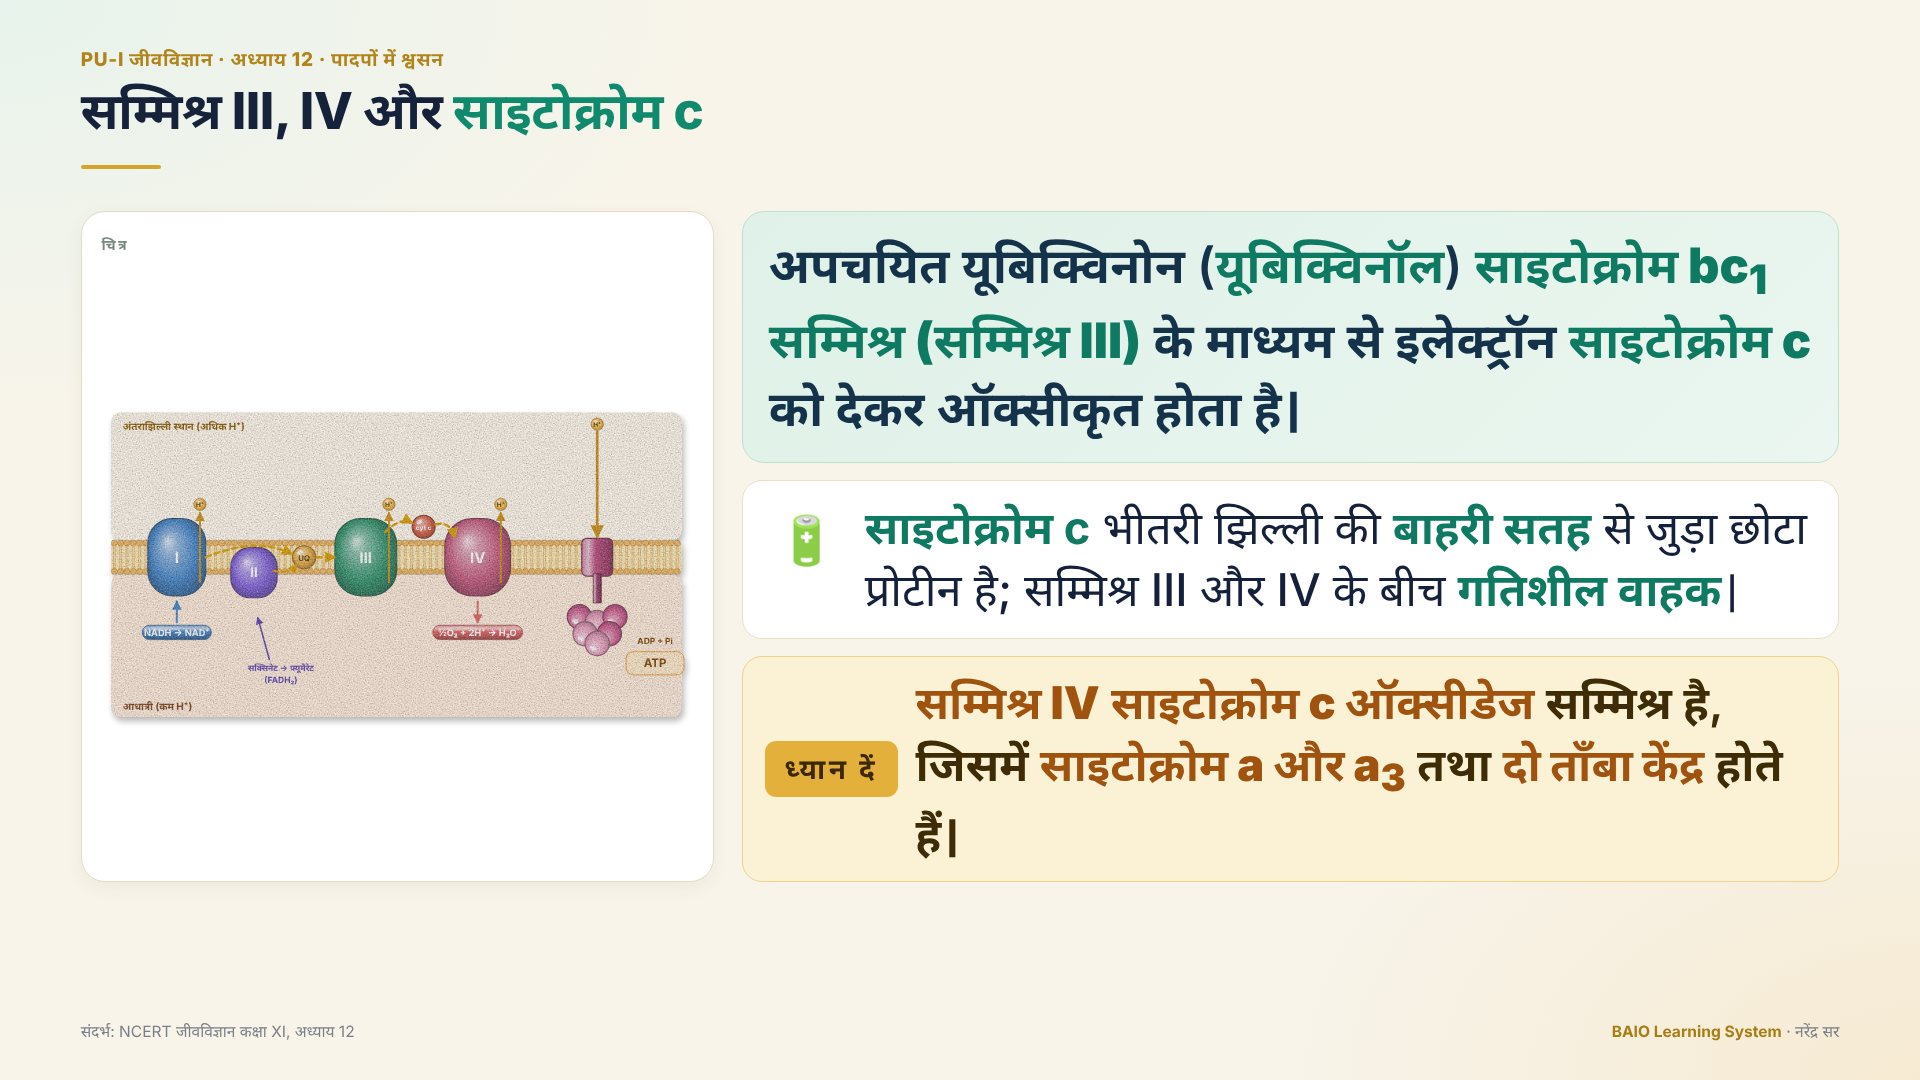 PU-I जीवविज्ञान · अध्याय 12 · पादपों में श्वसन
सम्मिश्र III, IV और साइटोक्रोम c
चित्र
अंतराझिल्ली स्थान (अधिक H⁺)
H⁺
H⁺
H⁺
H⁺
I
II
UQ
III
cyt c
IV
NADH → NAD⁺
½O₂ + 2H⁺ → H₂O
सक्सिनेट → फ्यूमेरेट
(FADH₂)
ADP + Pi
ATP
आधात्री (कम H⁺)
अपचयित यूबिक्विनोन (यूबिक्विनॉल) साइटोक्रोम bc₁
सम्मिश्र (सम्मिश्र III) के माध्यम से इलेक्ट्रॉन साइटोक्रोम c
को देकर ऑक्सीकृत होता है|
साइटोक्रोम c भीतरी झिल्ली की बाहरी सतह से जुड़ा छोटा
प्रोटीन है; सम्मिश्र III और IV के बीच गतिशील वाहक|
ध्यान दें
सम्मिश्र IV साइटोक्रोम c ऑक्सीडेज सम्मिश्र है,
जिसमें साइटोक्रोम a और a₃ तथा दो ताँबा केंद्र होते
हैं|
संदर्भ: NCERT जीवविज्ञान कक्षा XI, अध्याय 12
BAIO Learning System · नरेंद्र सर